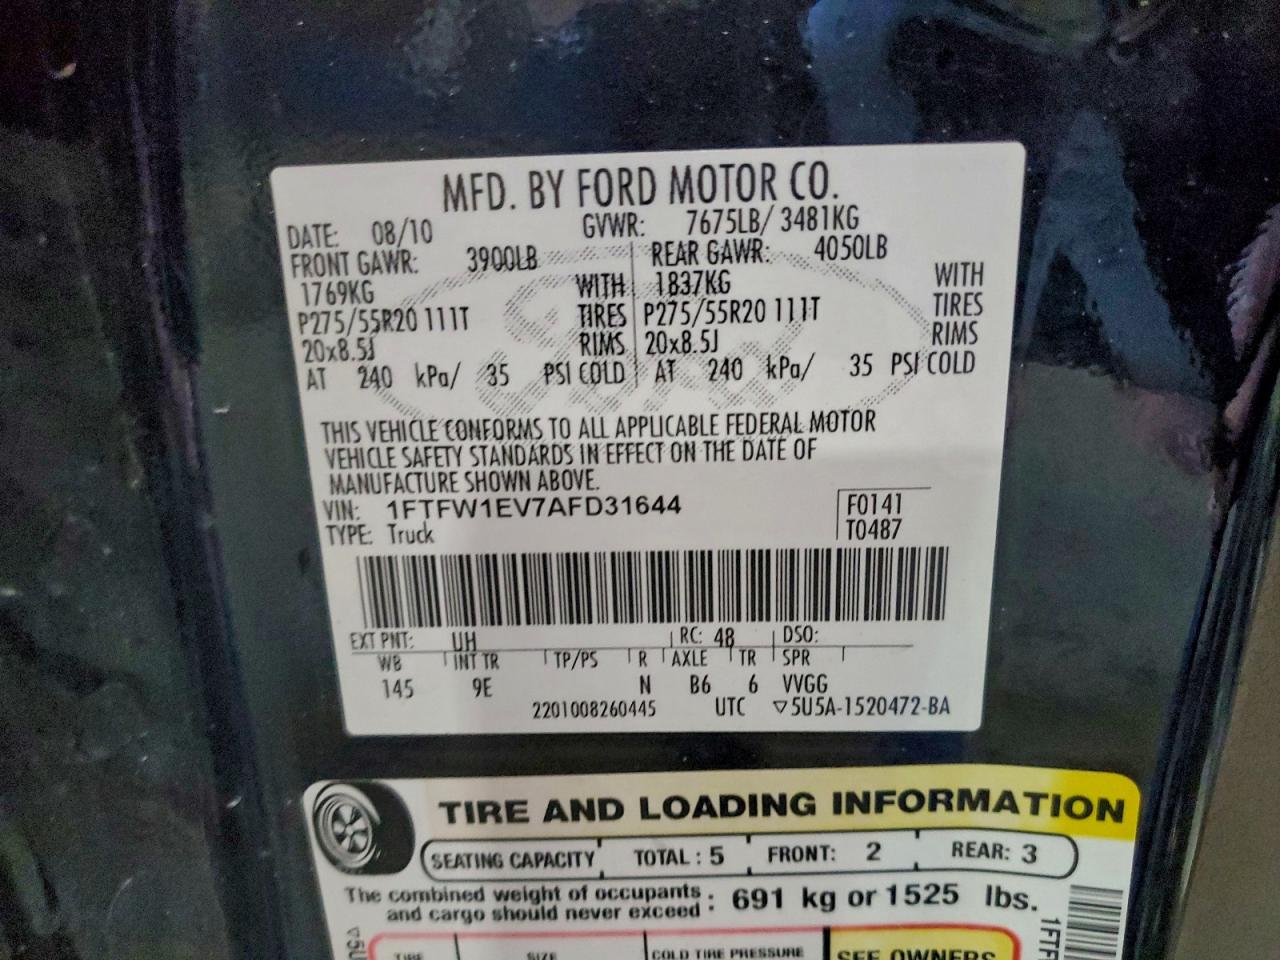 MFD. BY FORD MOTOR CO.
DATE: 08/10 GVWR: 7675LB/ 3481KG
FRONT GAWR: 3900LB REAR GAWR: 4050LB
1769KG WITH 1837KG WITH
P275/55R20 111T TIRES P275/55R20 111T TIRES
20x8.5J RIMS 20x8.5J RIMS
AT 240 kPa/ 35 PSI COLD AT 240 kPa/ 35 PSI COLD
THIS VEHICLE CONFORMS TO ALL APPLICABLE FEDERAL MOTOR
VEHICLE SAFETY STANDARDS IN EFFECT ON THE DATE OF
MANUFACTURE SHOWN ABOVE.
VIN: 1FTFW1EV7AFD31644 F0141
TYPE: Truck T0487
EXT PNT: UH RC: 48 DSO:
WB INT TR TP/PS R AXLE TR SPR
145 9E N B6 6 VVGG
2201008260445 UTC ▽5U5A-1520472-BA
TIRE AND LOADING INFORMATION
SEATING CAPACITY TOTAL : 5 FRONT: 2 REAR: 3
The combined weight of occupants : 691 kg or 1525 lbs.
and cargo should never exceed
TIRE SIZE COLD TIRE PRESSURE SEE OWNERS
▽5U
1FTF